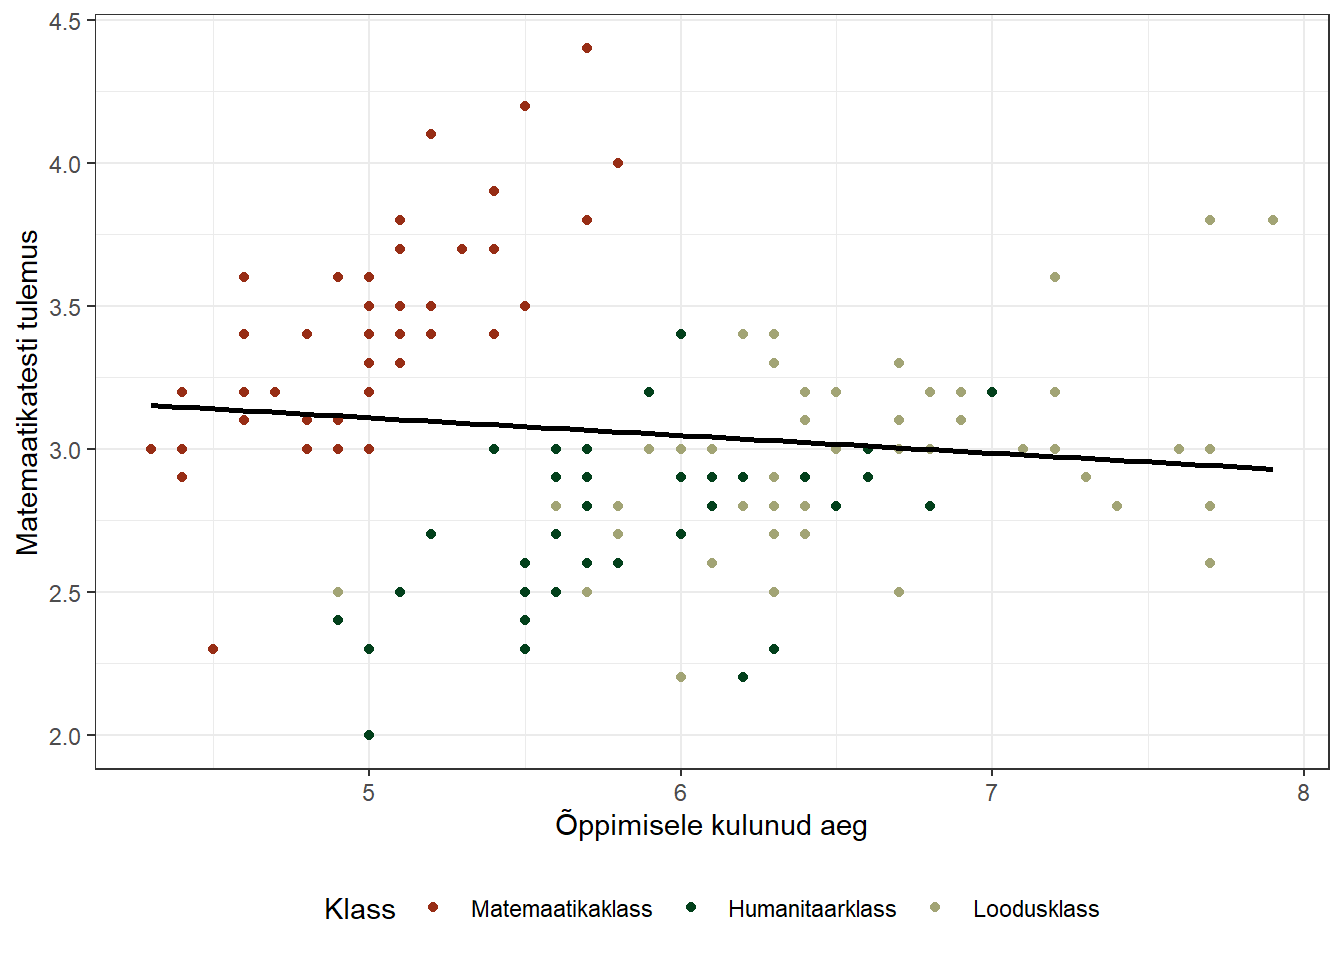 4.5
4.0
3.5
3.0
2.5
2.0
Matemaatikatesti tulemus
5 6 7 8
Õppimisele kulunud aeg
Klass Matemaatikaklass Humanitaarklass Loodusklass